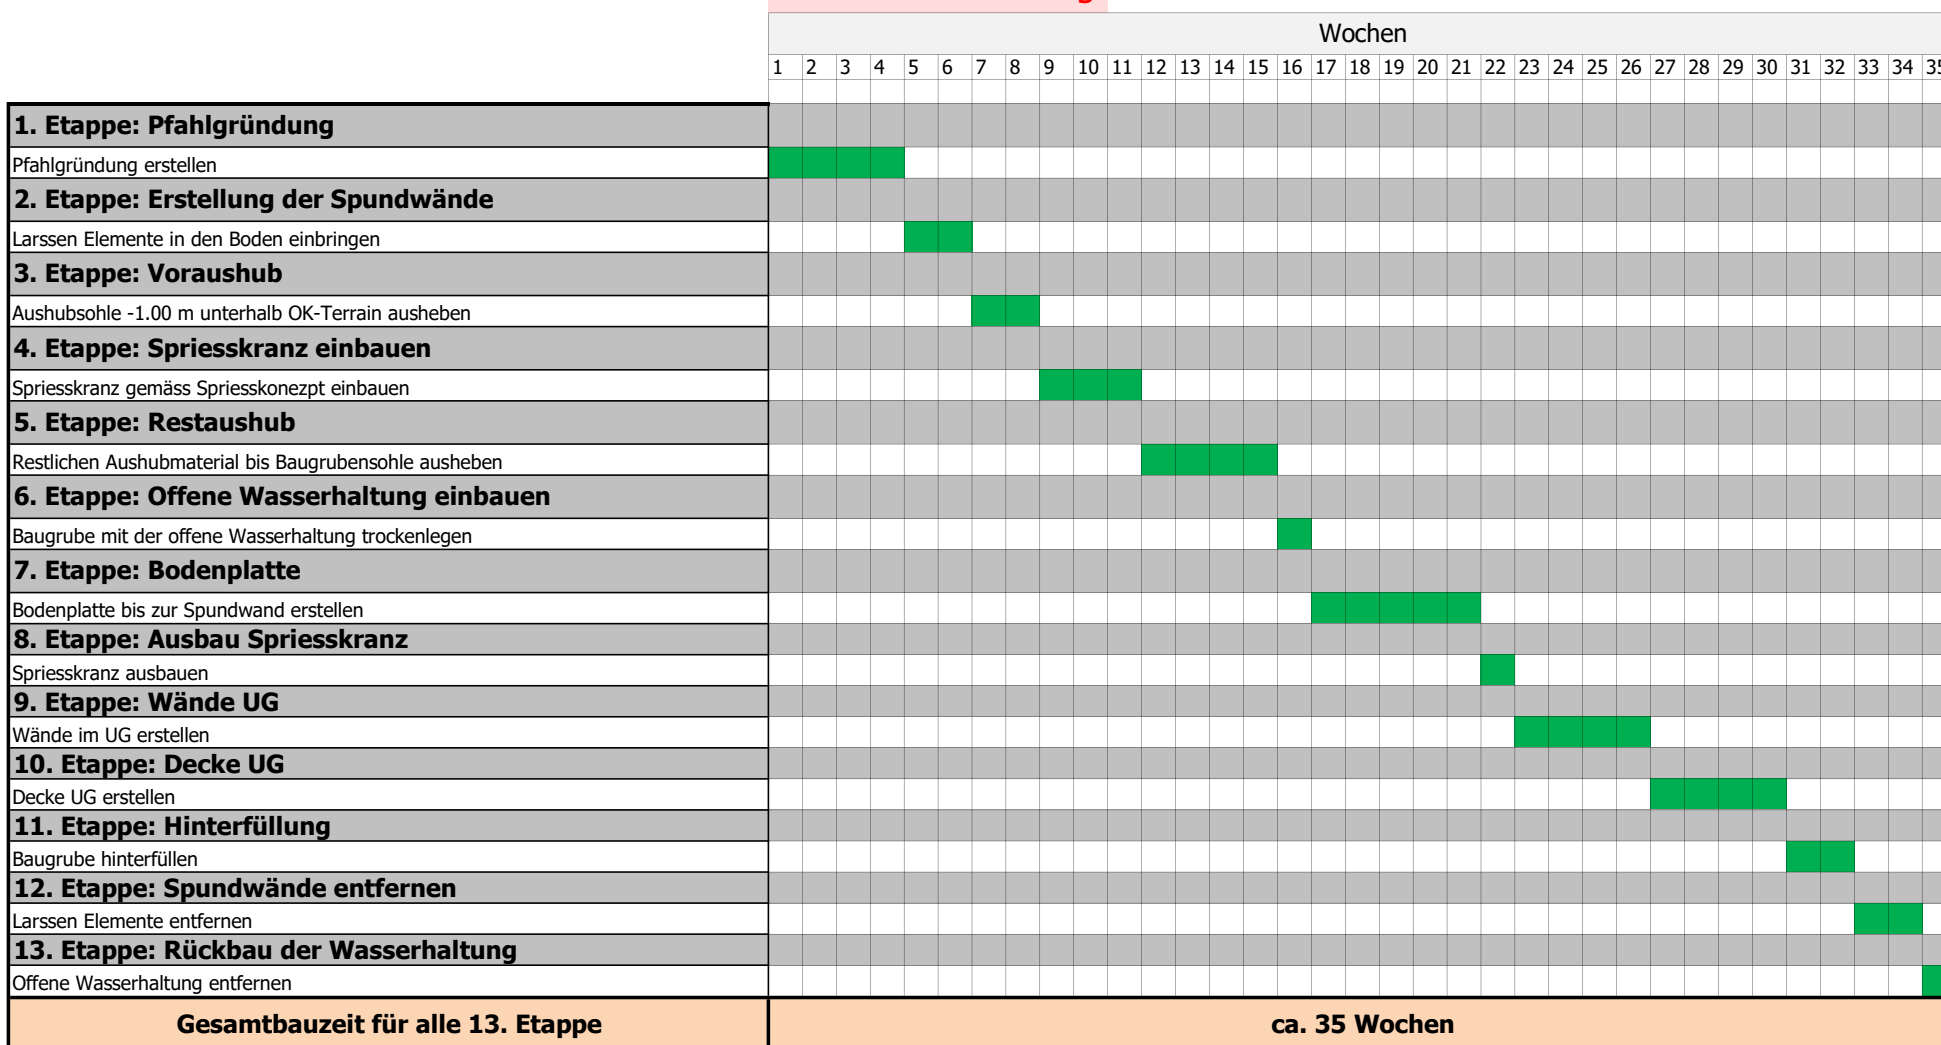 Wochen
1 2 3 4 5 6 7 8 9 10 11 12 13 14 15 16 17 18 19 20 21 22 23 24 25 26 27 28 29 30 31 32 33 34 35
1. Etappe: Pfahlgründung
Pfahlgründung erstellen
2. Etappe: Erstellung der Spundwände
Larssen Elemente in den Boden einbringen
3. Etappe: Voraushub
Aushubsohle -1.00 m unterhalb OK-Terrain ausheben
4. Etappe: Spriesskranz einbauen
Spriesskranz gemäss Spriesskonezpt einbauen
5. Etappe: Restaushub
Restlichen Aushubmaterial bis Baugrubensohle ausheben
6. Etappe: Offene Wasserhaltung einbauen
Baugrube mit der offene Wasserhaltung trockenlegen
7. Etappe: Bodenplatte
Bodenplatte bis zur Spundwand erstellen
8. Etappe: Ausbau Spriesskranz
Spriesskranz ausbauen
9. Etappe: Wände UG
Wände im UG erstellen
10. Etappe: Decke UG
Decke UG erstellen
11. Etappe: Hinterfüllung
Baugrube hinterfüllen
12. Etappe: Spundwände entfernen
Larssen Elemente entfernen
13. Etappe: Rückbau der Wasserhaltung
Offene Wasserhaltung entfernen
Gesamtbauzeit für alle 13. Etappe ca. 35 Wochen